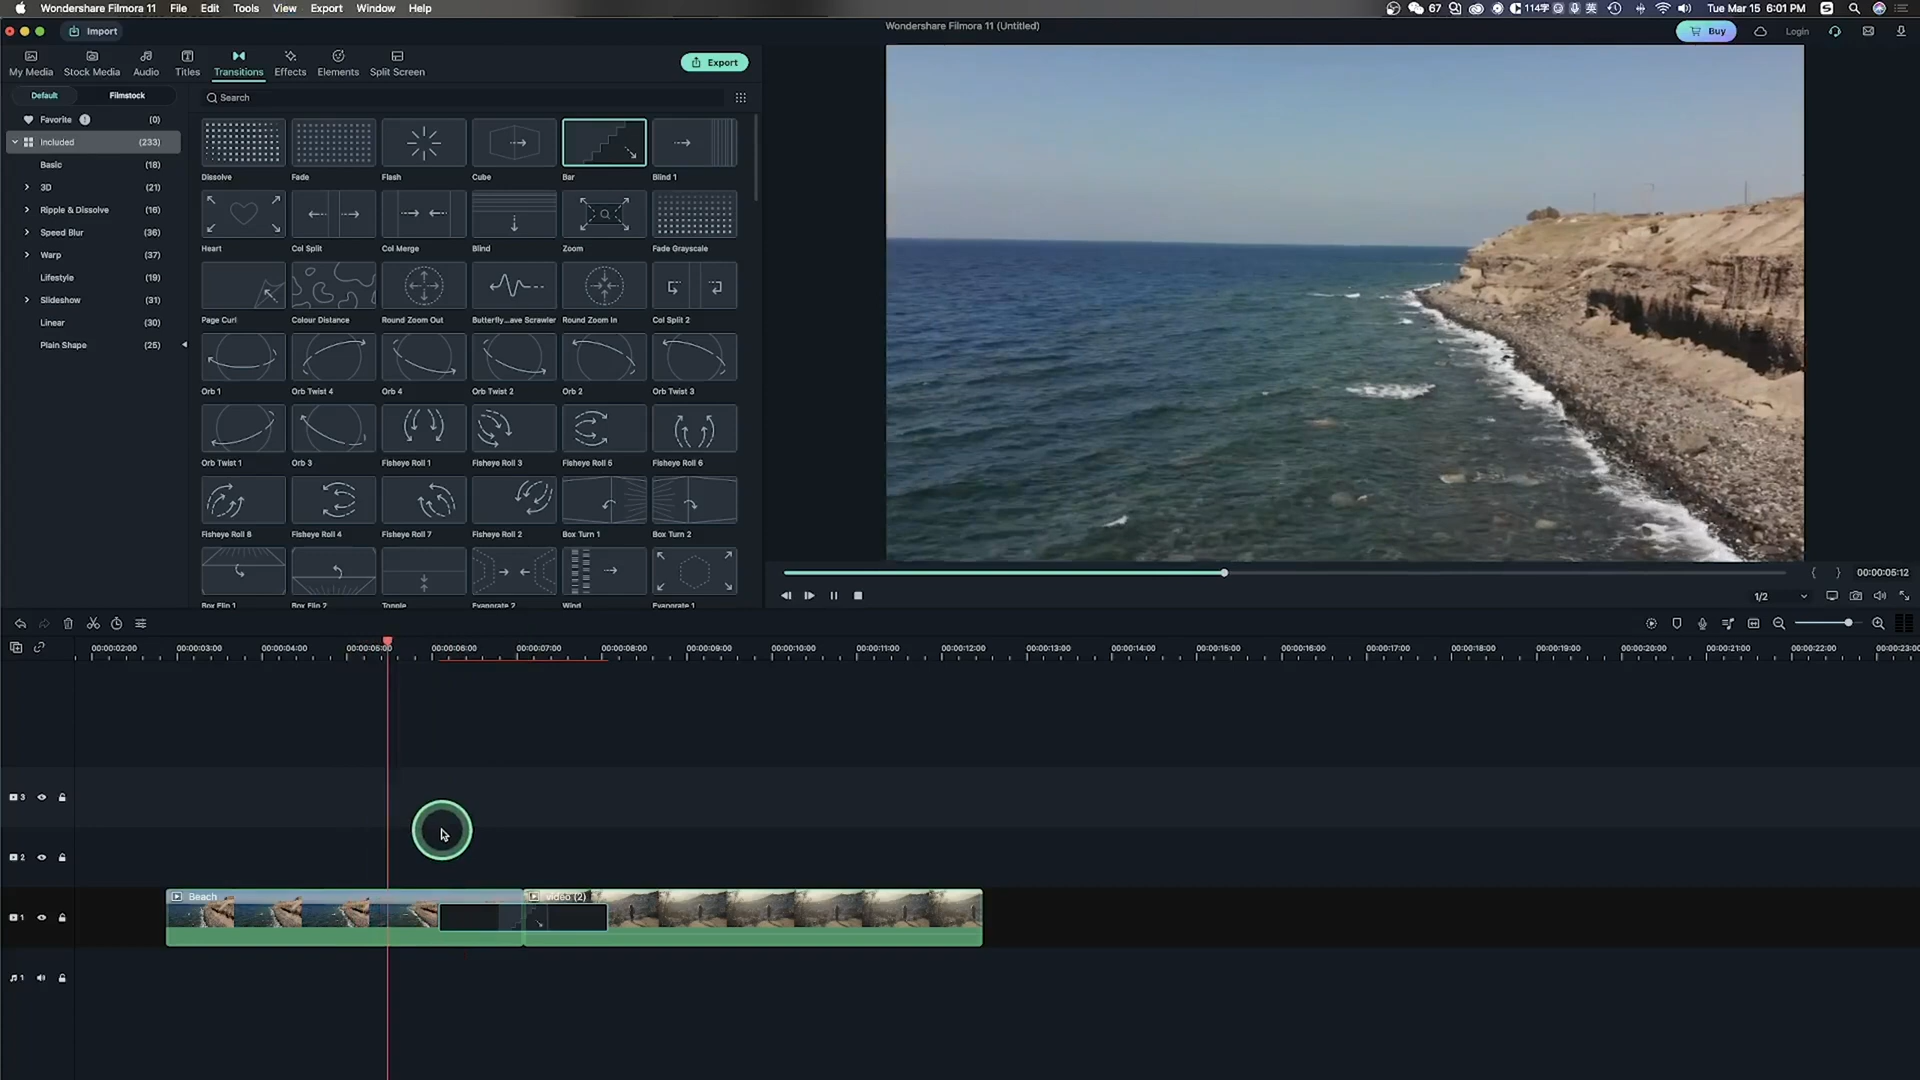 Wondershare Filmora 11 File Edit Tools View Export Window Help
67 114字 英 Tue Mar 15 6:01 PM
Import
Wondershare Filmora 11 (Untitled)
Buy Login
My Media Stock Media Audio Titles Transitions Effects Elements Split Screen
Export
Default Filmstock
Search
Favorite (0)
Included (233)
Basic (18)
3D (21)
Ripple & Dissolve (16)
Speed Blur (36)
Warp (37)
Lifestyle (19)
Slideshow (31)
Linear (30)
Plain Shape (25)
Dissolve Fade Flash Cube Bar Blind 1
Heart Col Split Col Merge Blind Zoom Fade Grayscale
Page Curl Colour Distance Round Zoom Out Butterfly...ave Scrawler Round Zoom In Col Split 2
Orb 1 Orb Twist 4 Orb 4 Orb Twist 2 Orb 2 Orb Twist 3
Orb Twist 1 Orb 3 Fisheye Roll 1 Fisheye Roll 3 Fisheye Roll 5 Fisheye Roll 6
Fisheye Roll 8 Fisheye Roll 4 Fisheye Roll 7 Fisheye Roll 2 Box Turn 1 Box Turn 2
Box Flip 1 Box Flip 2 Topple Evaporate 2 Wind Evaporate 1
{ } 00:00:05:12
1/2
00:00:02:00 00:00:03:00 00:00:04:00 00:00:05:00 00:00:06:00 00:00:07:00 00:00:08:00 00:00:09:00 00:00:10:00 00:00:11:00 00:00:12:00 00:00:13:00 00:00:14:00 00:00:15:00 00:00:16:00 00:00:17:00 00:00:18:00 00:00:19:00 00:00:20:00 00:00:21:00 00:00:22:00 00:00:23:00
3
2
1
Beach
video (2)
1